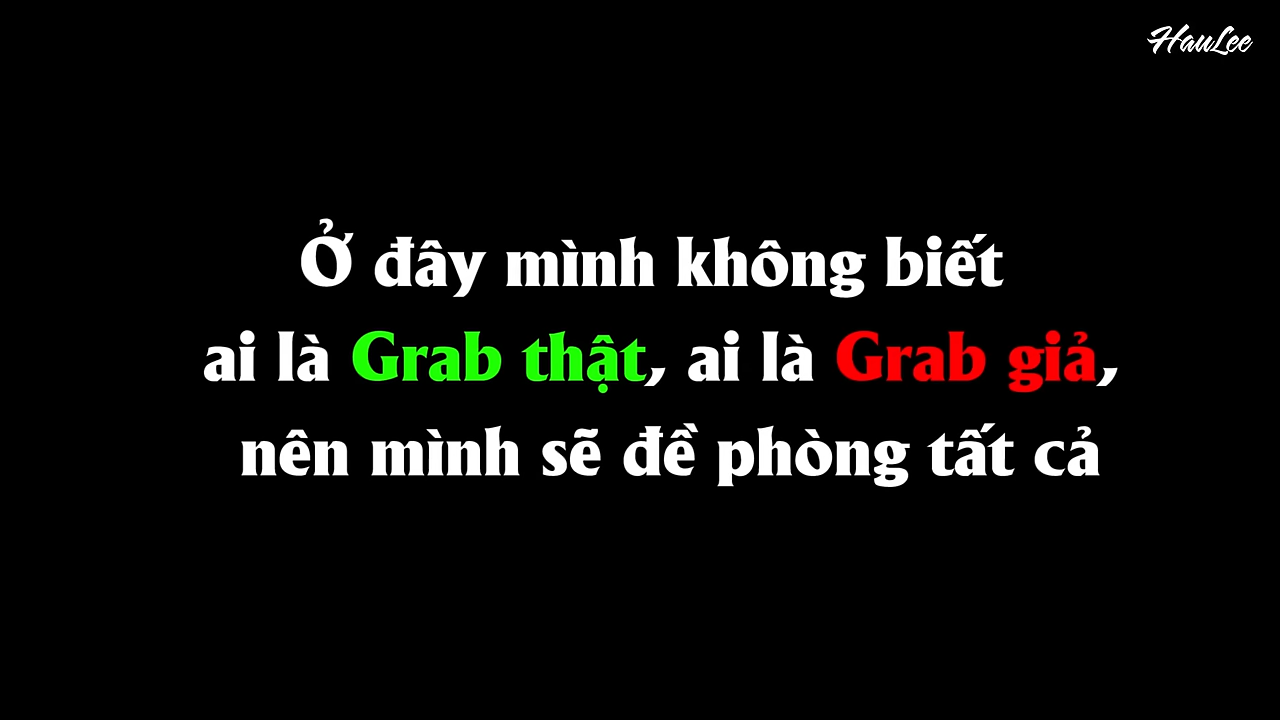 HauLee
Ở đây mình không biết
ai là Grab thật, ai là Grab giả,
nên mình sẽ đề phòng tất cả